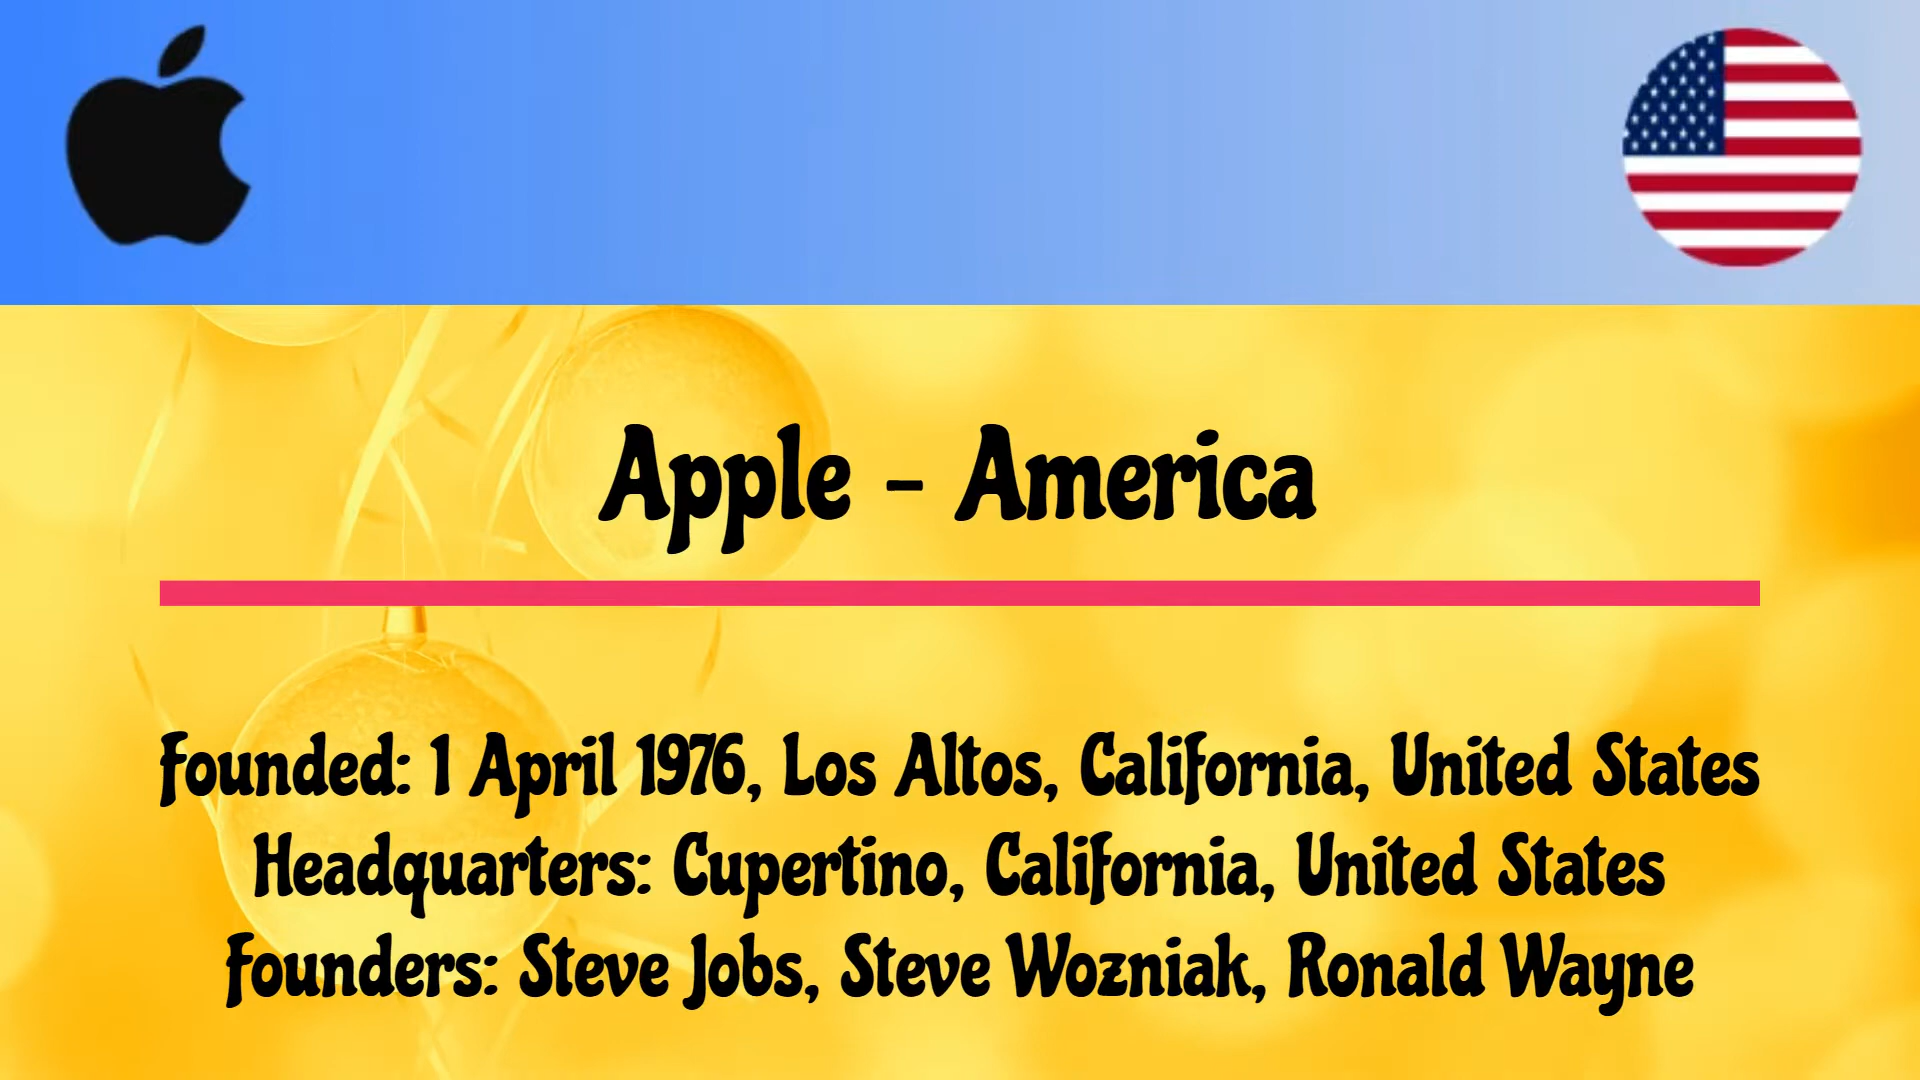 Apple - America
Founded: 1 April 1976, Los Altos, California, United States
Headquarters: Cupertino, California, United States
Founders: Steve Jobs, Steve Wozniak, Ronald Wayne